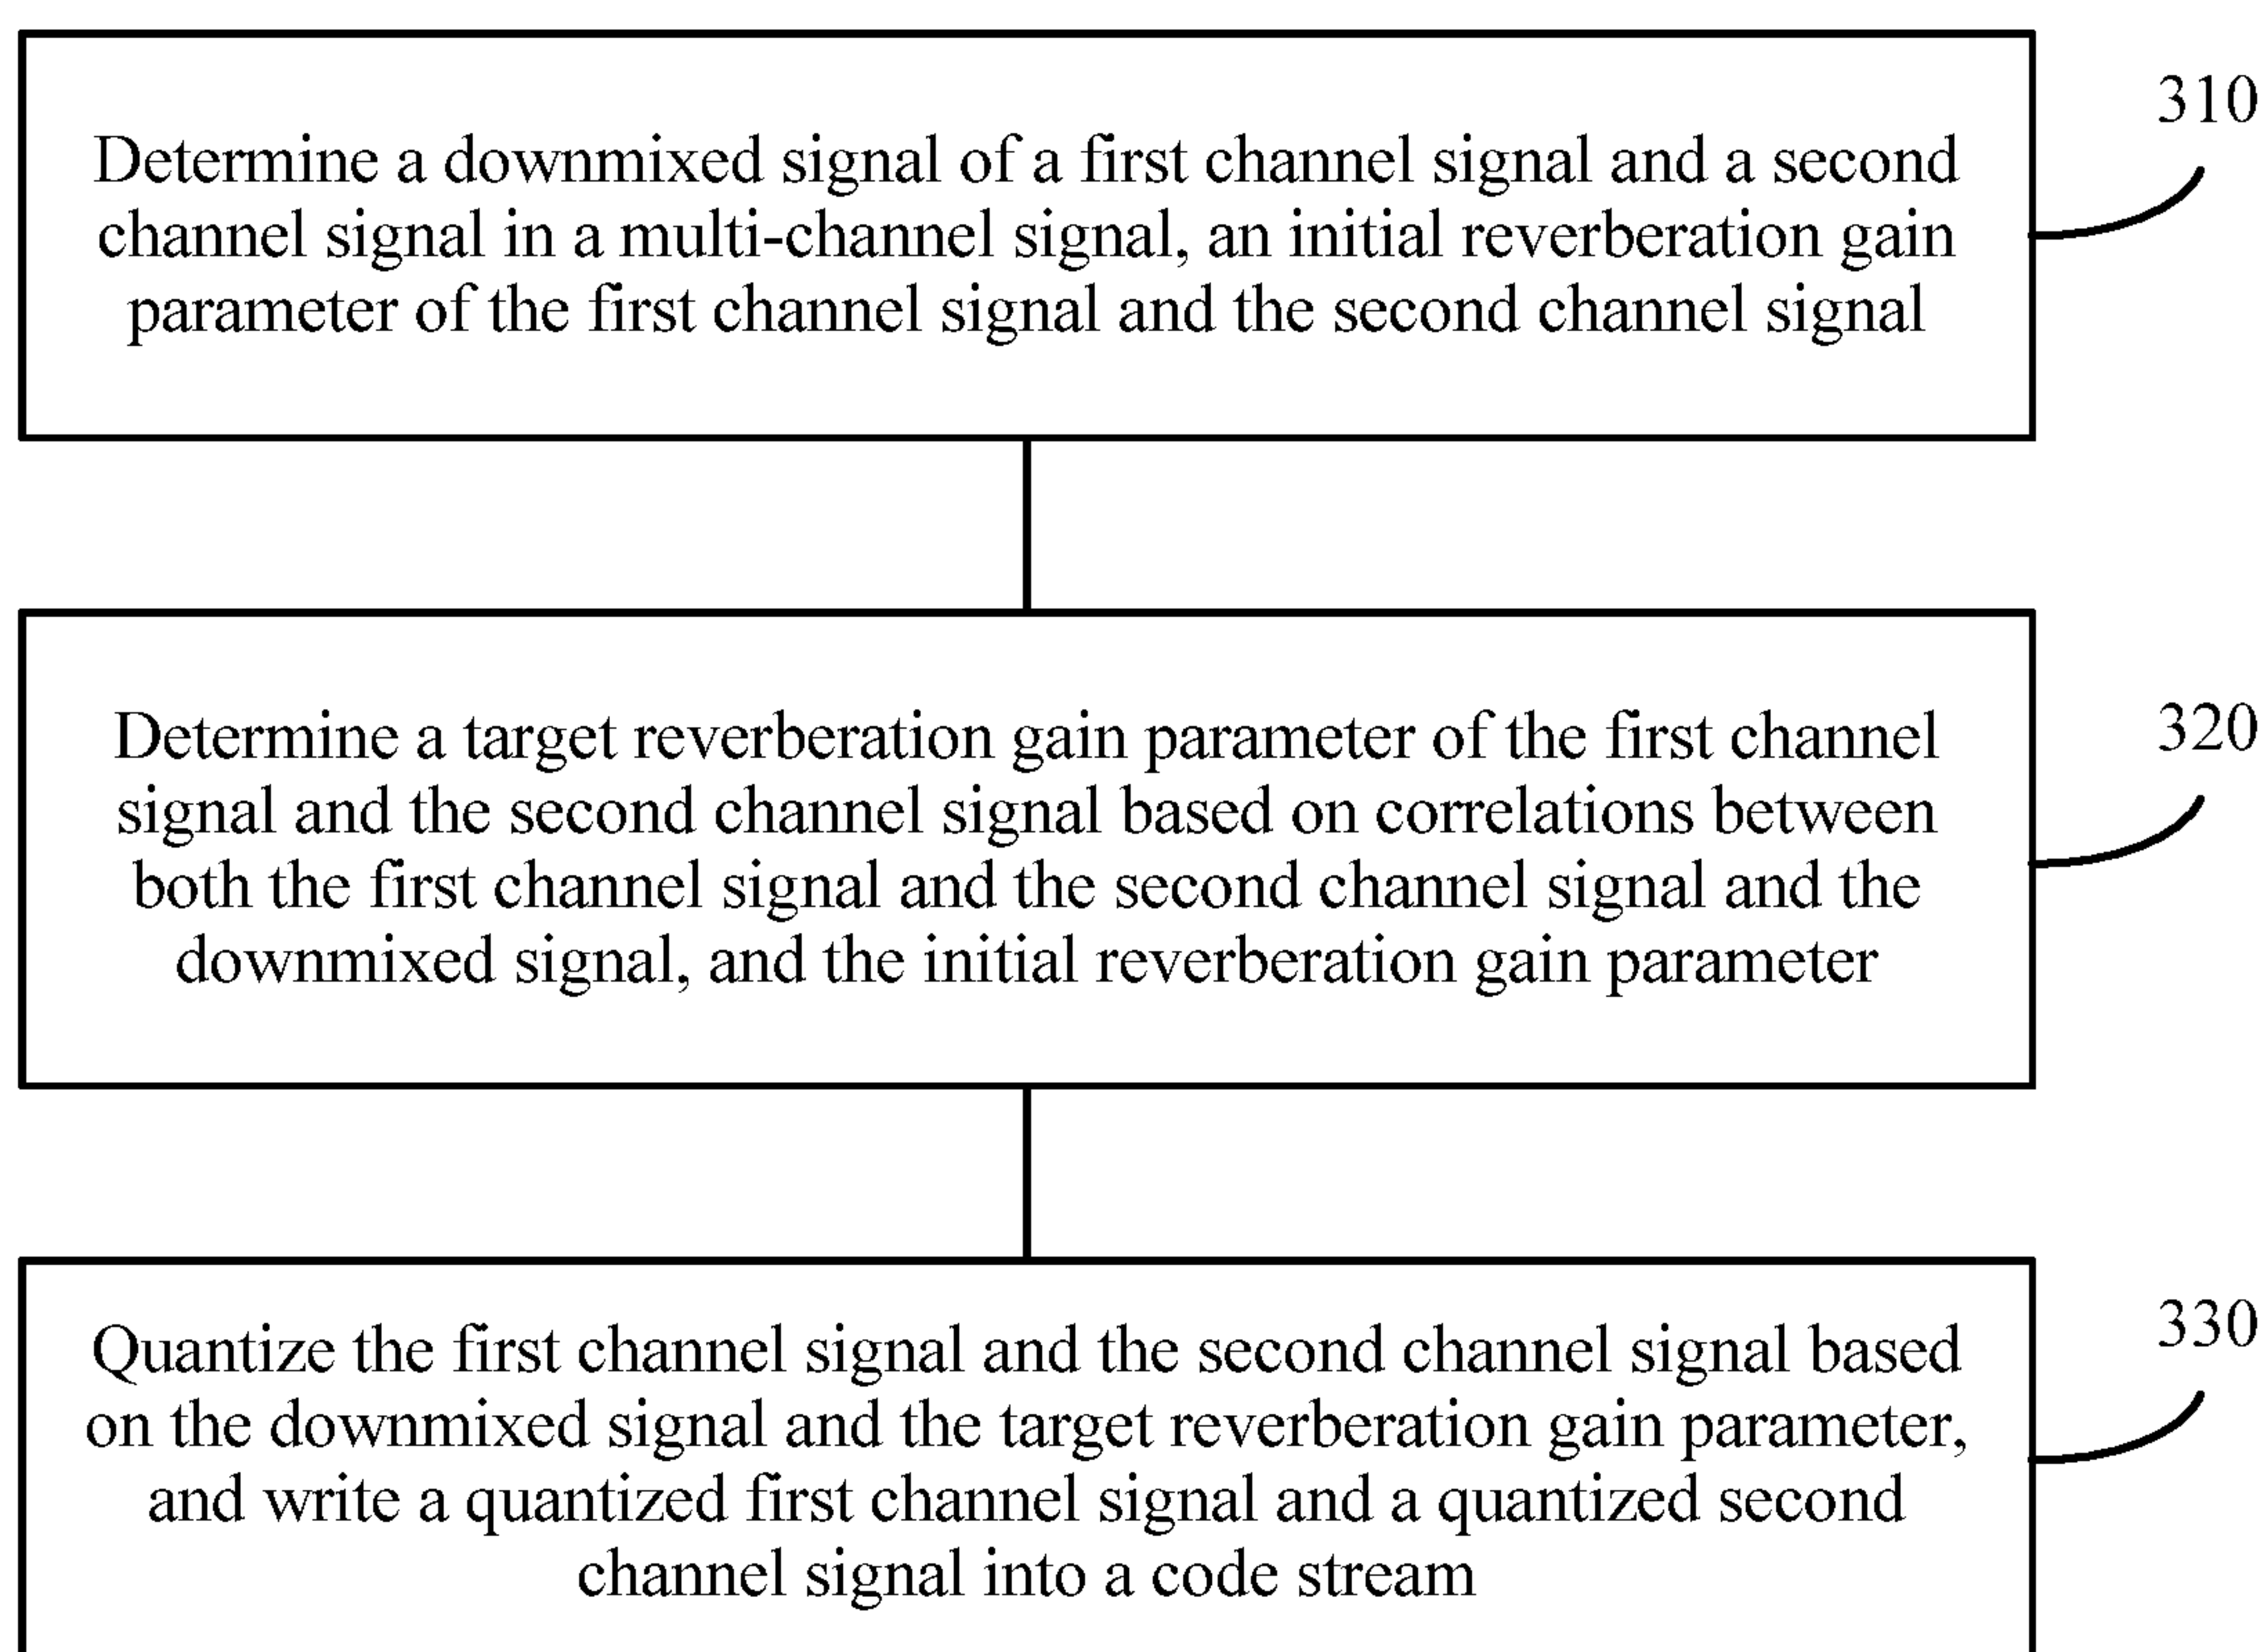 310
Determine a downmixed signal of a first channel signal and a second
channel signal in a multi-channel signal, an initial reverberation gain
parameter of the first channel signal and the second channel signal
320
Determine a target reverberation gain parameter of the first channel
signal and the second channel signal based on correlations between
both the first channel signal and the second channel signal and the
downmixed signal, and the initial reverberation gain parameter
330
Quantize the first channel signal and the second channel signal based
on the downmixed signal and the target reverberation gain parameter,
and write a quantized first channel signal and a quantized second
channel signal into a code stream